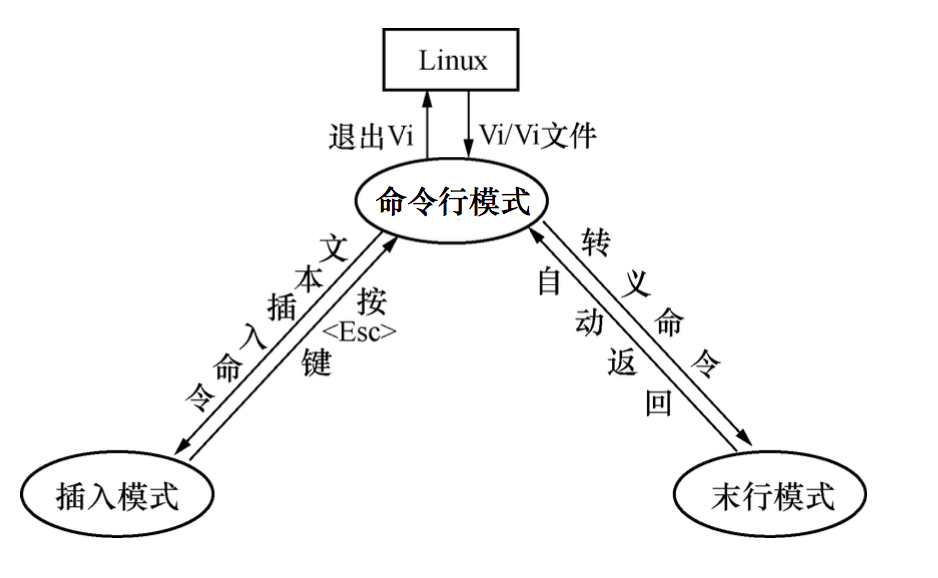 Linux
退出Vi
Vi/Vi文件
命令行模式
文本插入命令
按<Esc>键
转义命令
自动返回
插入模式
末行模式